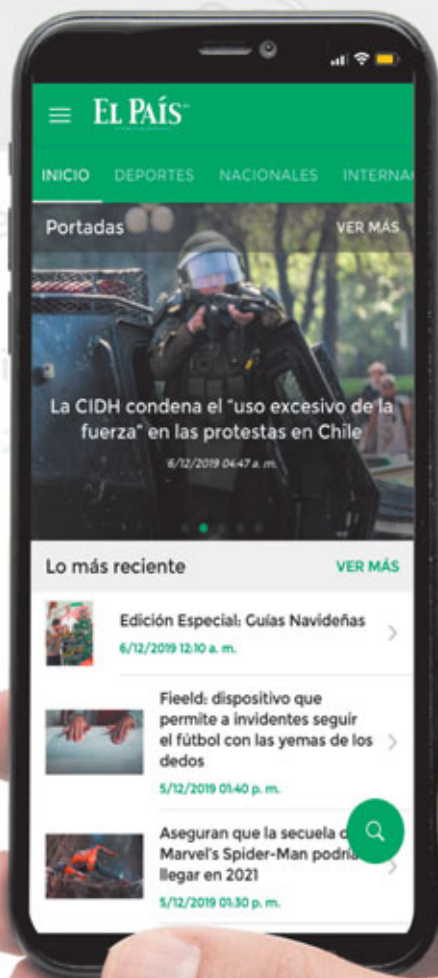 EL PAÍS
INICIO DEPORTES NACIONALES INTERNA
Portadas VER MÁS
La CIDH condena el "uso excesivo de la
fuerza" en las protestas en Chile
6/12/2019 04:47 a. m.
Lo más reciente VER MÁS
Edición Especial: Guías Navideñas
6/12/2019 12:10 a. m.
Fieeld: dispositivo que
permite a invidentes seguir
el fútbol con las yemas de los
dedos
5/12/2019 01:40 p. m.
Aseguran que la secuela
Marvel's Spider-Man podría
llegar en 2021
5/12/2019 01:30 p. m.